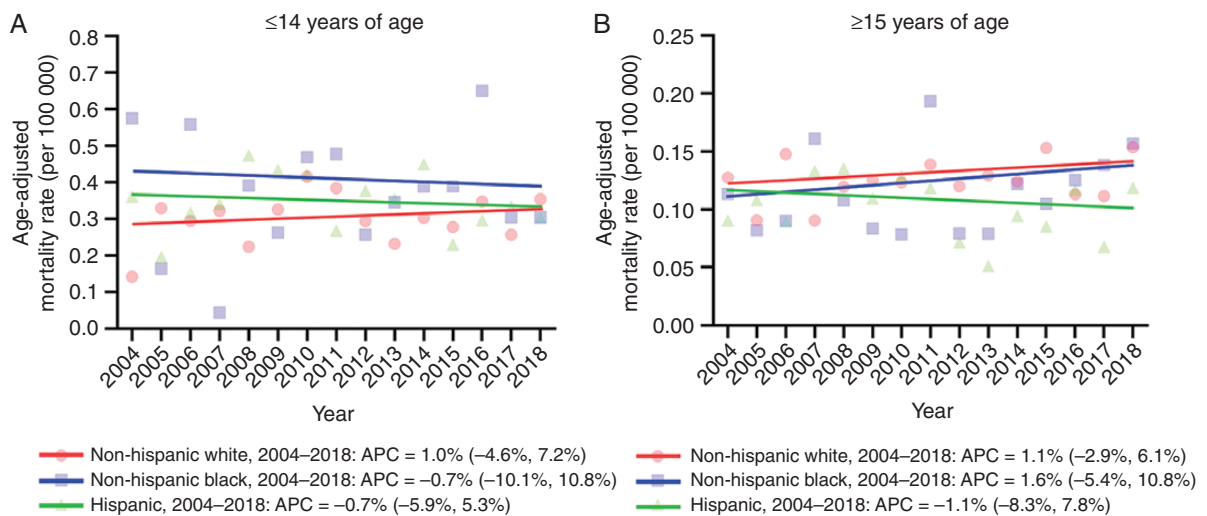 A
≤14 years of age
Age-adjusted
mortality rate (per 100 000)
0.8
0.7
0.6
0.5
0.4
0.3
0.2
0.1
0.0
2004
2005
2006
2007
2008
2009
2010
2011
2012
2013
2014
2015
2016
2017
2018
Year
Non-hispanic white, 2004–2018: APC = 1.0% (–4.6%, 7.2%)
Non-hispanic black, 2004–2018: APC = –0.7% (–10.1%, 10.8%)
Hispanic, 2004–2018: APC = –0.7% (–5.9%, 5.3%)
B
≥15 years of age
Age-adjusted
mortality rate (per 100 000)
0.25
0.20
0.15
0.10
0.05
0.00
2004
2005
2006
2007
2008
2009
2010
2011
2012
2013
2014
2015
2016
2017
2018
Year
Non-hispanic white, 2004–2018: APC = 1.1% (–2.9%, 6.1%)
Non-hispanic black, 2004–2018: APC = 1.6% (–5.4%, 10.8%)
Hispanic, 2004–2018: APC = –1.1% (–8.3%, 7.8%)